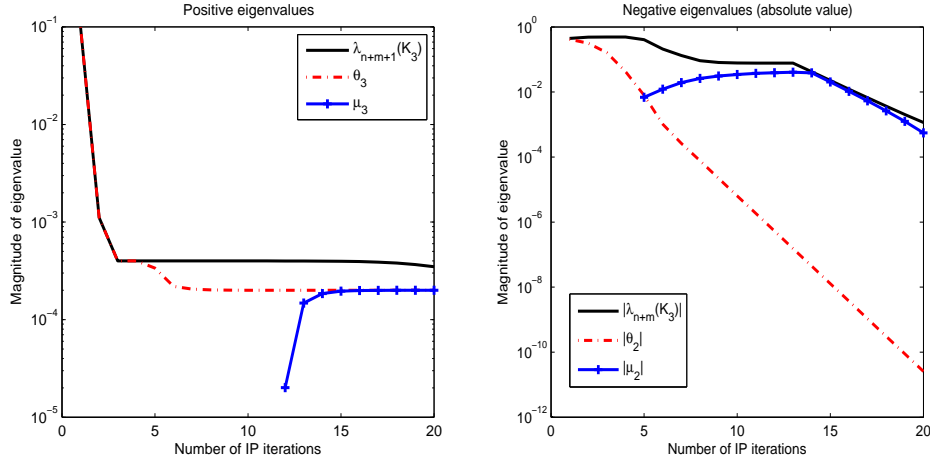 Positive eigenvalues
10^{-1}
10^{-2}
10^{-3}
10^{-4}
10^{-5}
Magnitude of eigenvalue
λ_{n+m+1}(K_3)
θ_3
μ_3
0
5
10
15
20
Number of IP iterations
Negative eigenvalues (absolute value)
10^{0}
10^{-2}
10^{-4}
10^{-6}
10^{-8}
10^{-10}
10^{-12}
Magnitude of eigenvalue
|λ_{n+m}(K_3)|
|θ_2|
|μ_2|
0
5
10
15
20
Number of IP iterations